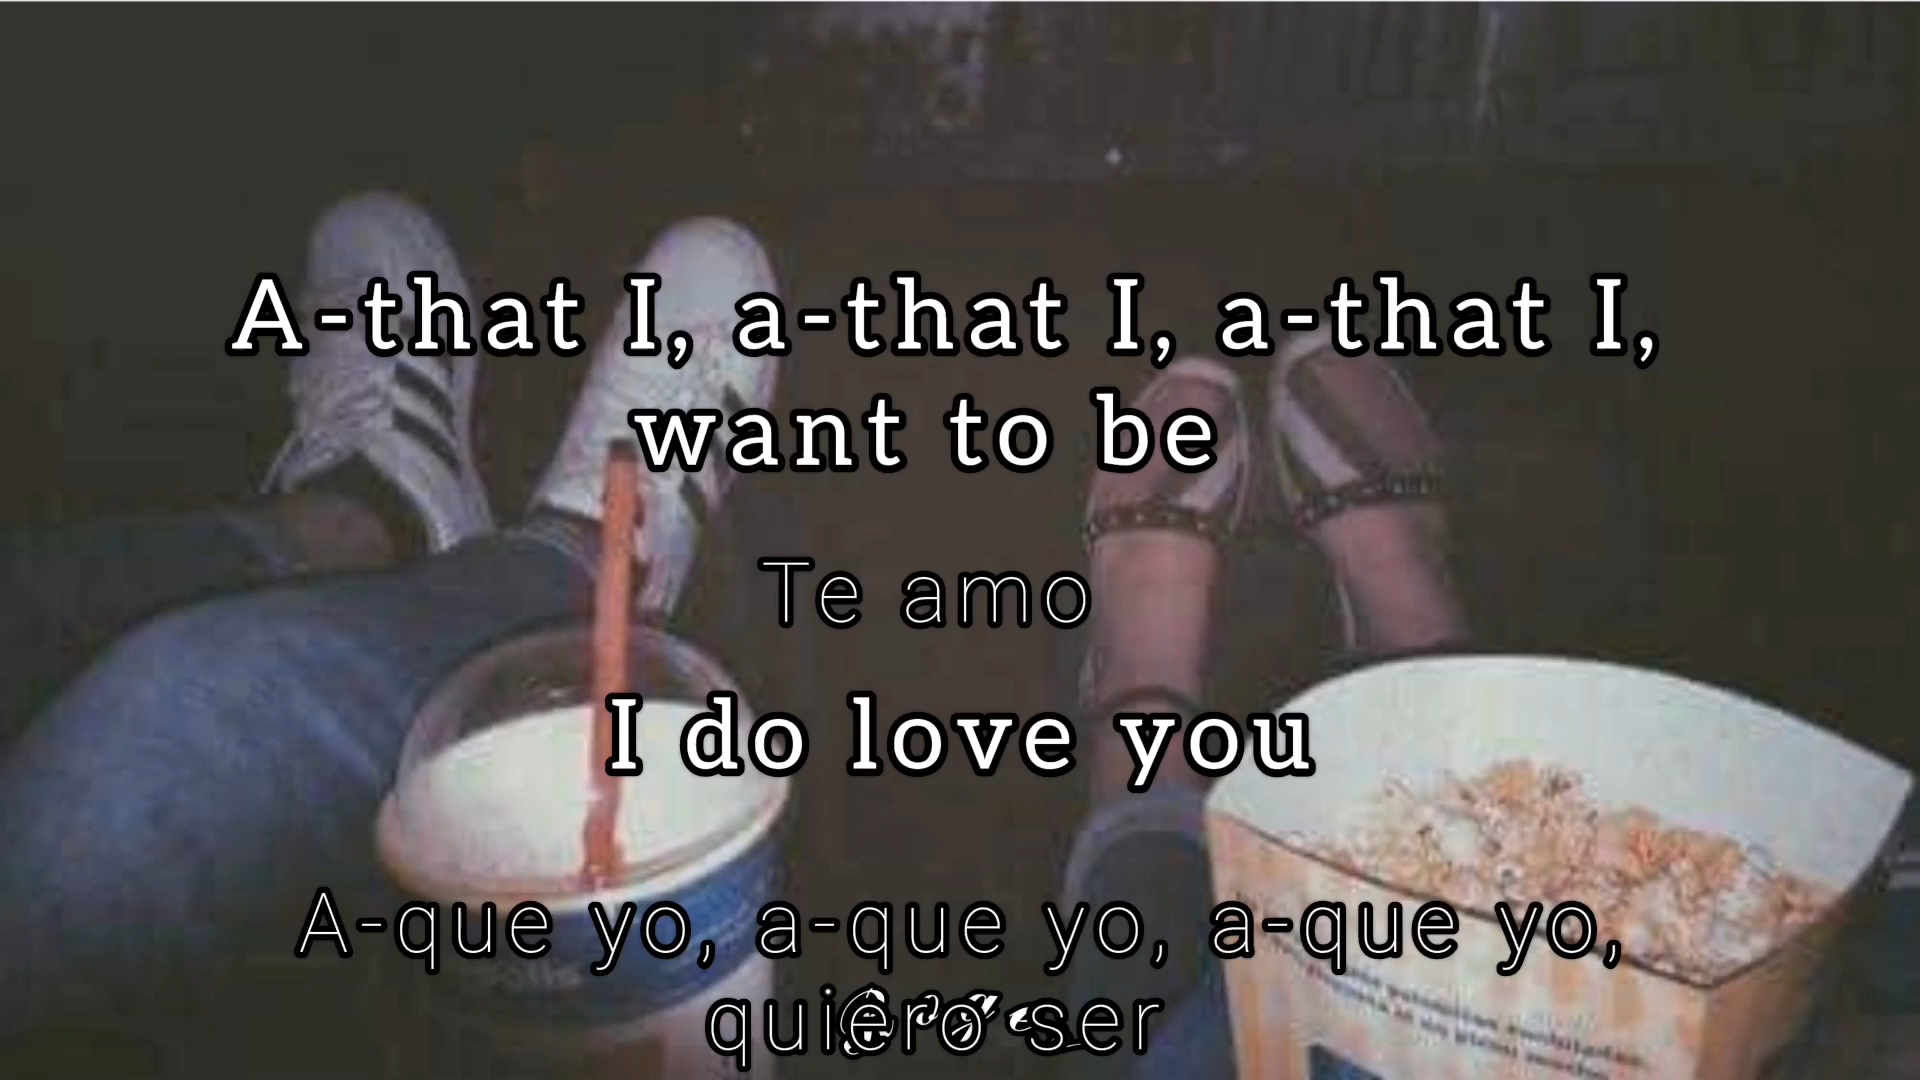 A-that I, a-that I, a-that I,
want to be
Te amo
I do love you
A-que yo, a-que yo, a-que yo,
quiero ser